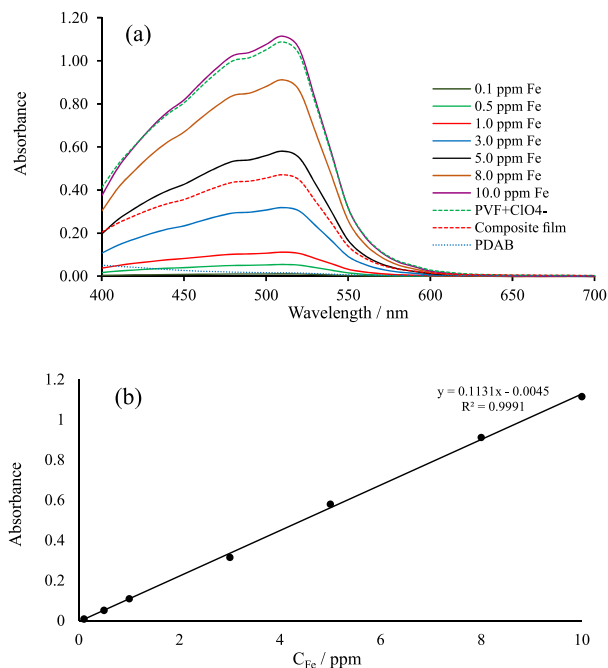 (a)
1.20
1.00
0.80
0.60
0.40
0.20
0.00
Absorbance
400 450 500 550 600 650 700
Wavelength / nm
0.1 ppm Fe
0.5 ppm Fe
1.0 ppm Fe
3.0 ppm Fe
5.0 ppm Fe
8.0 ppm Fe
10.0 ppm Fe
PVF+ClO4-
Composite film
PDAB
(b)
y = 0.1131x - 0.0045
R² = 0.9991
1.2
1
0.8
0.6
0.4
0.2
0
Absorbance
0 2 4 6 8 10
CFe / ppm